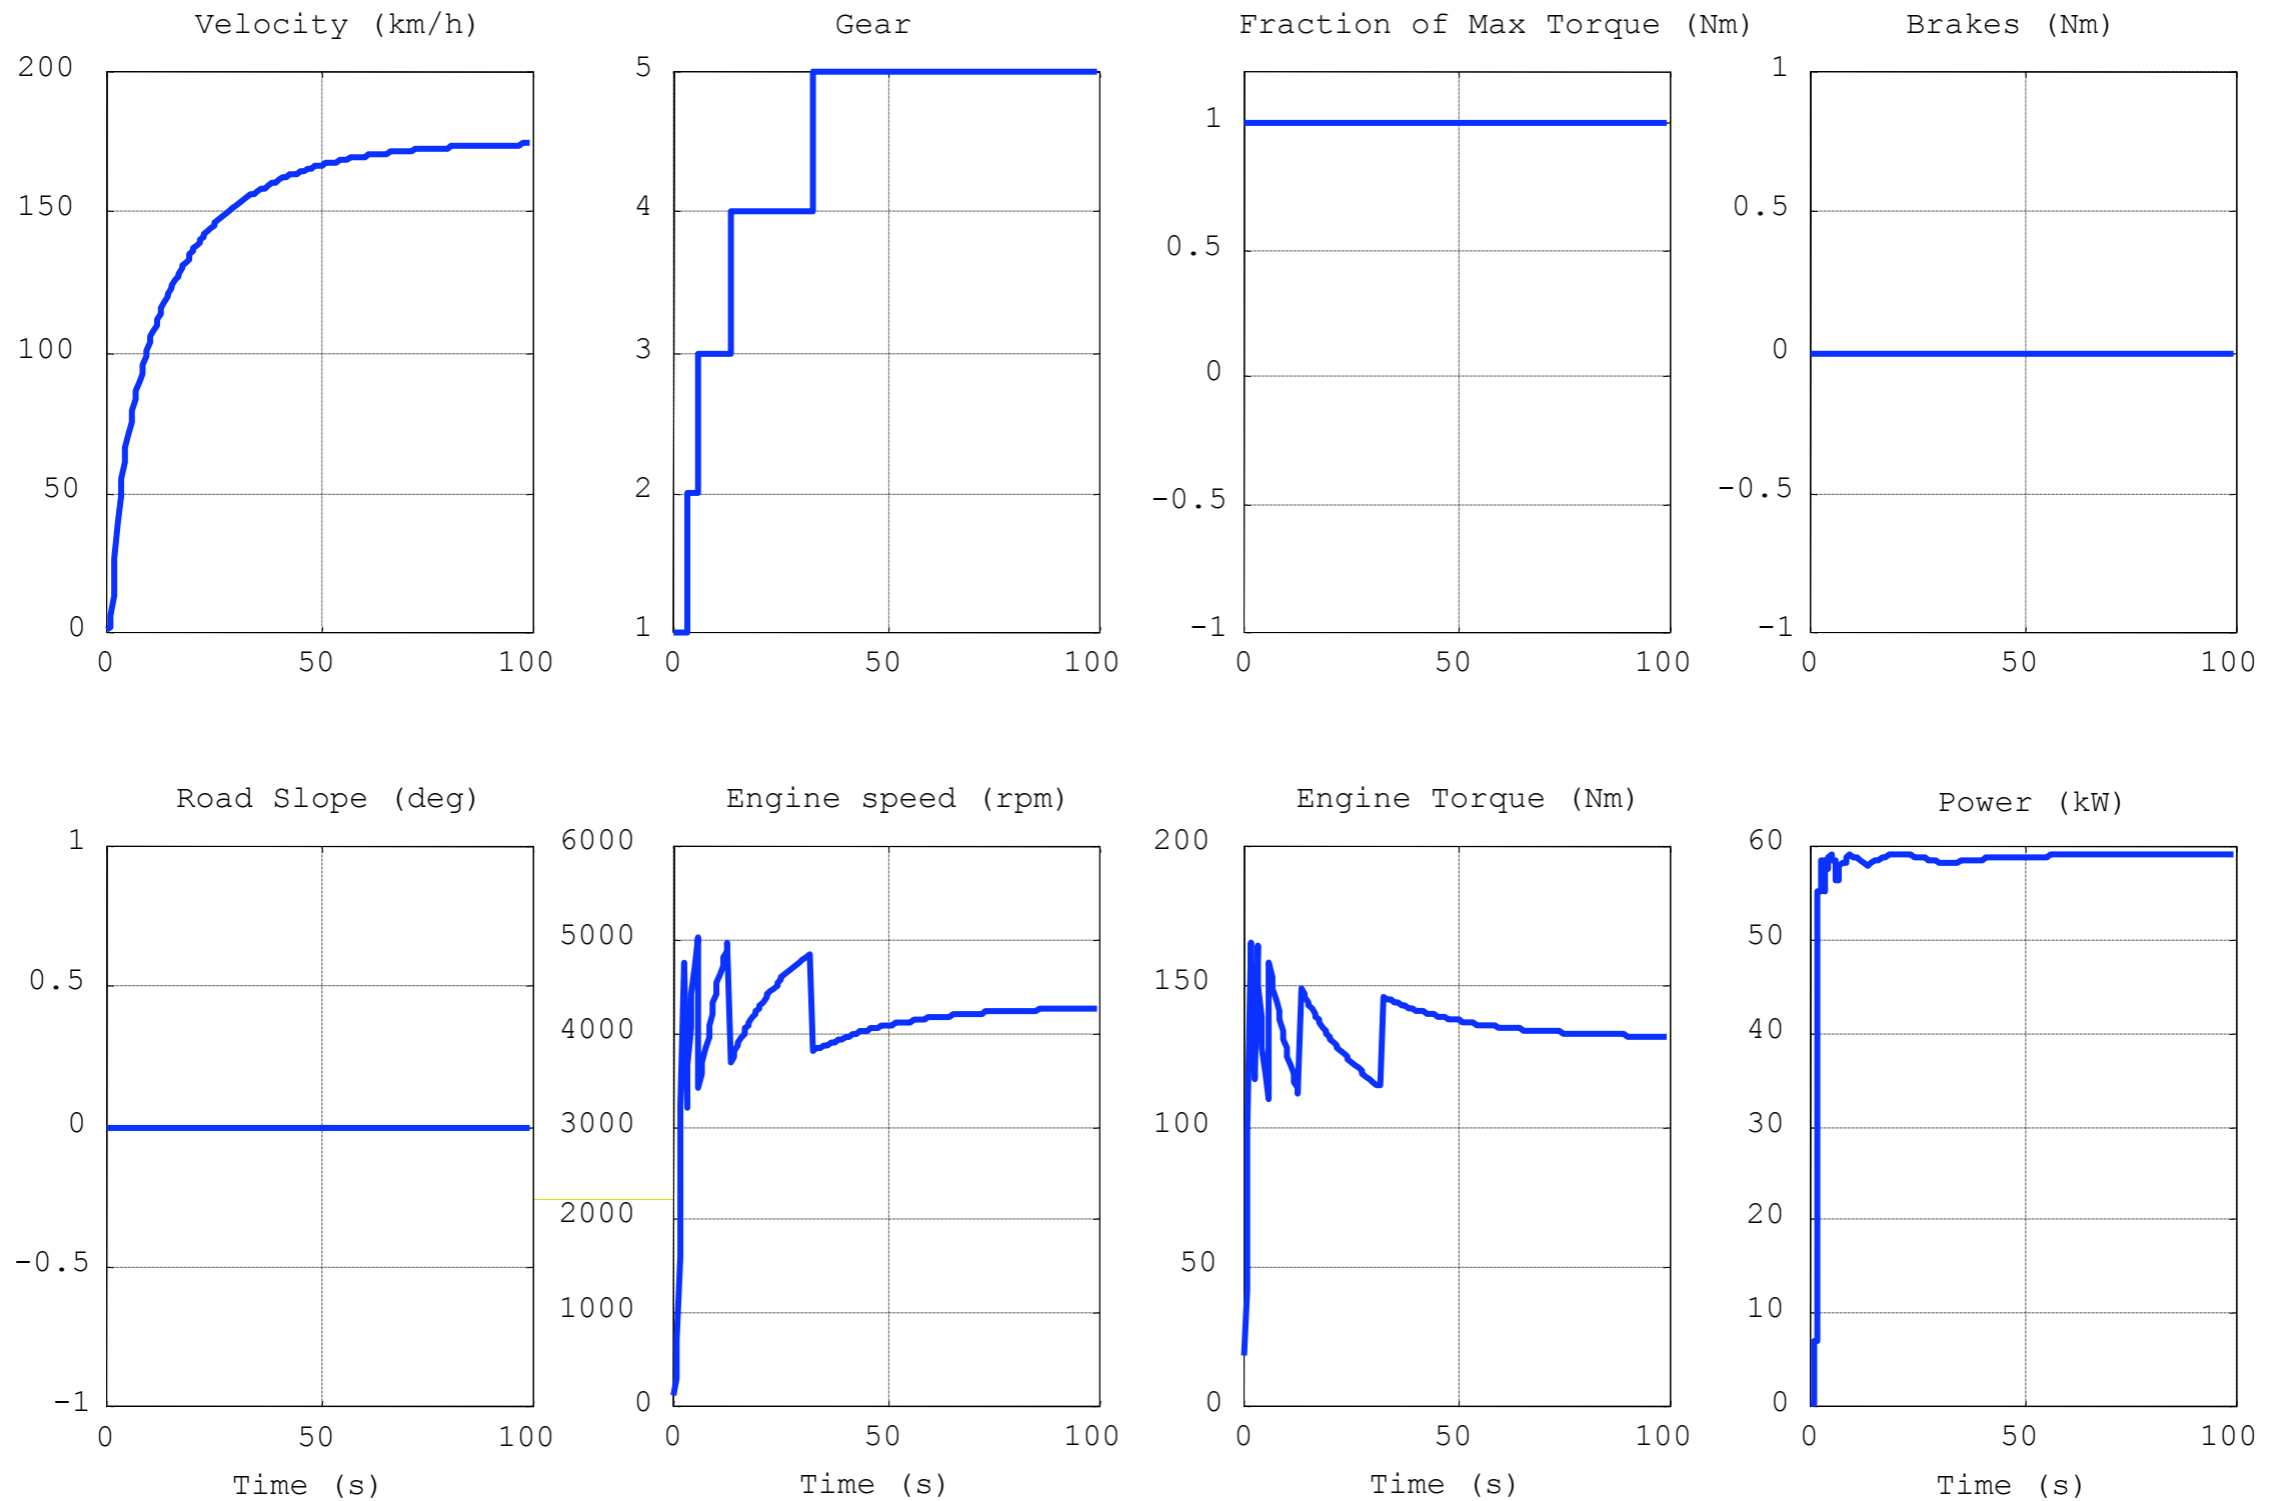 Velocity (km/h)
200
150
100
50
0
0 50 100
Gear
5
4
3
2
1
0 50 100
Fraction of Max Torque (Nm)
1
0.5
0
-0.5
-1
0 50 100
Brakes (Nm)
1
0.5
0
-0.5
-1
0 50 100
Road Slope (deg)
1
0.5
0
-0.5
-1
0 50 100
Time (s)
Engine speed (rpm)
6000
5000
4000
3000
2000
1000
0
0 50 100
Time (s)
Engine Torque (Nm)
200
150
100
50
0
0 50 100
Time (s)
Power (kW)
60
50
40
30
20
10
0
0 50 100
Time (s)